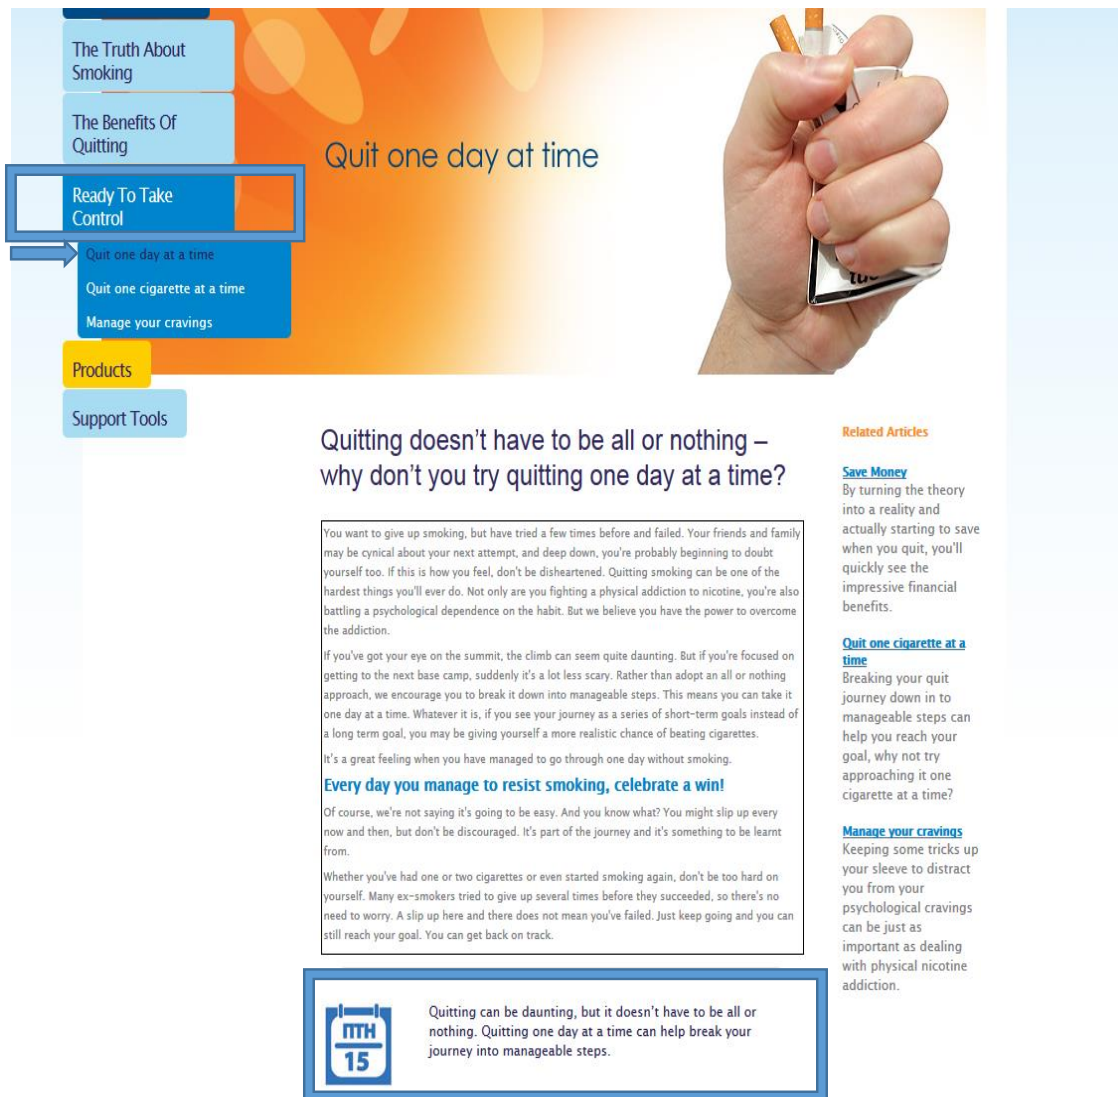 The Truth About
Smoking
The Benefits Of
Quitting
Ready To Take
Control
Quit one day at a time
Quit one cigarette at a time
Manage your cravings
Products
Support Tools
Quit one day at time
Quitting doesn't have to be all or nothing –
why don't you try quitting one day at a time?
You want to give up smoking, but have tried a few times before and failed. Your friends and family
may be cynical about your next attempt, and deep down, you're probably beginning to doubt
yourself too. If this is how you feel, don't be disheartened. Quitting smoking can be one of the
hardest things you'll ever do. Not only are you fighting a physical addiction to nicotine, you're also
battling a psychological dependence on the habit. But we believe you have the power to overcome
the addiction.
If you've got your eye on the summit, the climb can seem quite daunting. But if you're focused on
getting to the next base camp, suddenly it's a lot less scary. Rather than adopt an all or nothing
approach, we encourage you to break it down into manageable steps. This means you can take it
one day at a time. Whatever it is, if you see your journey as a series of short-term goals instead of
a long term goal, you may be giving yourself a more realistic chance of beating cigarettes.
It's a great feeling when you have managed to go through one day without smoking.
Every day you manage to resist smoking, celebrate a win!
Of course, we're not saying it's going to be easy. And you know what? You might slip up every
now and then, but don't be discouraged. It's part of the journey and it's something to be learnt
from.
Whether you've had one or two cigarettes or even started smoking again, don't be too hard on
yourself. Many ex-smokers tried to give up several times before they succeeded, so there's no
need to worry. A slip up here and there does not mean you've failed. Just keep going and you can
still reach your goal. You can get back on track.
ПТН
15
Quitting can be daunting, but it doesn't have to be all or
nothing. Quitting one day at a time can help break your
journey into manageable steps.
Related Articles
Save Money
By turning the theory
into a reality and
actually starting to save
when you quit, you'll
quickly see the
impressive financial
benefits.
Quit one cigarette at a
time
Breaking your quit
journey down in to
manageable steps can
help you reach your
goal, why not try
approaching it one
cigarette at a time?
Manage your cravings
Keeping some tricks up
your sleeve to distract
you from your
psychological cravings
can be just as
important as dealing
with physical nicotine
addiction.